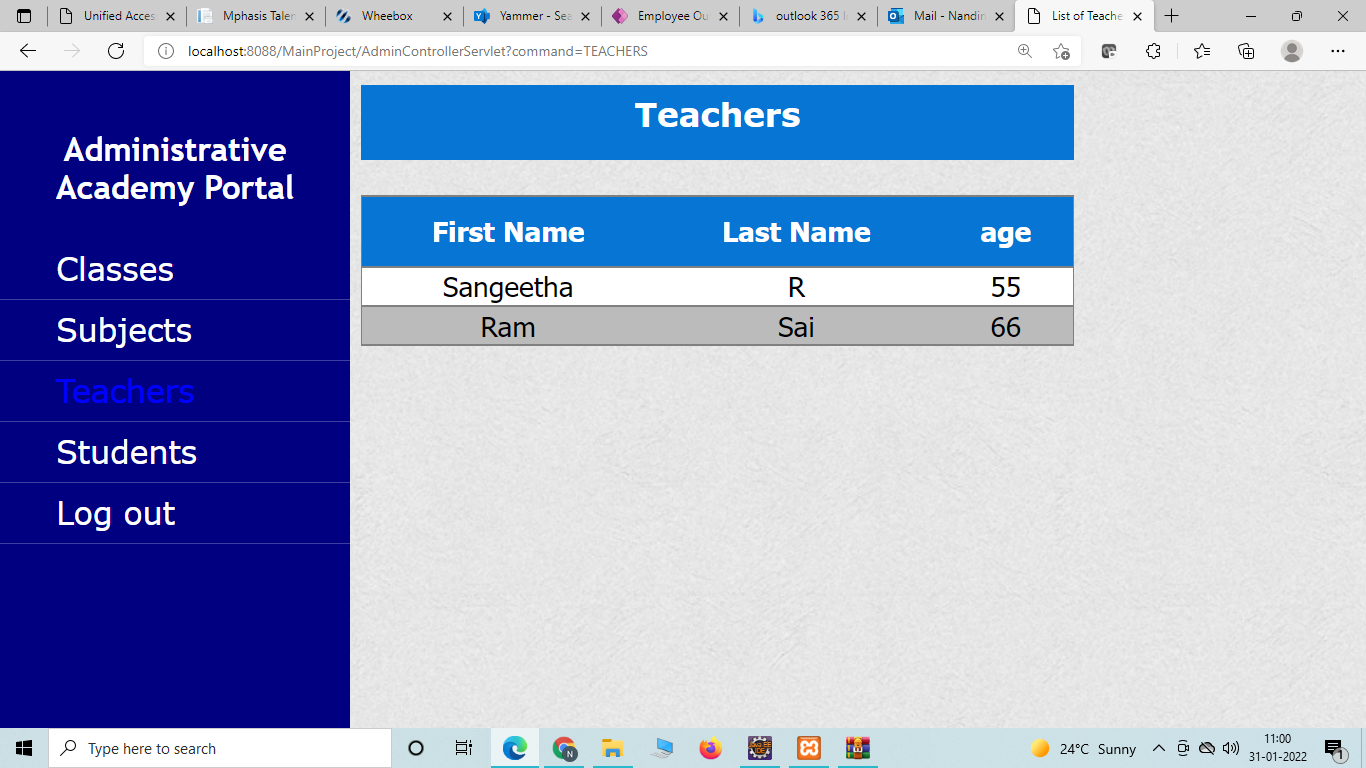 Unified Acces
Mphasis Talen
Wheebox
Yammer - Sea
Employee Ou
outlook 365 l
Mail - Nandin
List of Teache
localhost:8088/MainProject/AdminControllerServlet?command=TEACHERS
Administrative
Academy Portal
Classes
Subjects
Teachers
Students
Log out
Teachers
First Name Last Name age
Sangeetha R 55
Ram Sai 66
Type here to search
N
24°C Sunny
11:00
31-01-2022
1